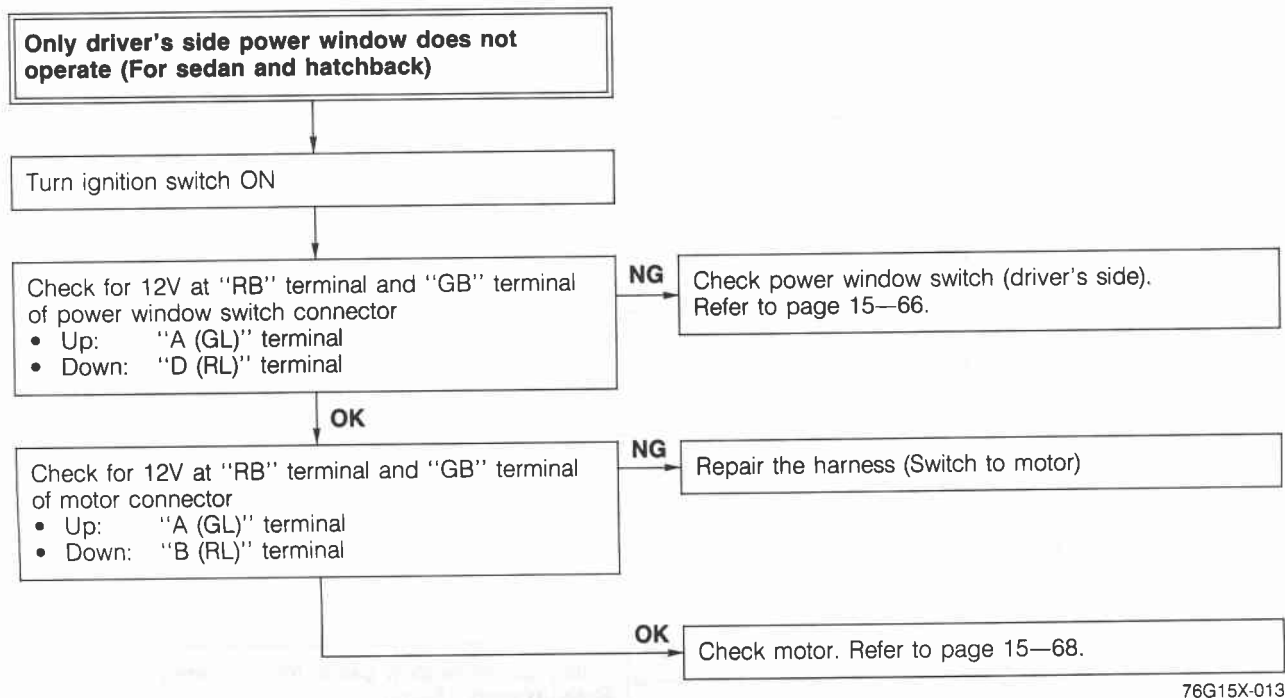 Only driver's side power window does not
operate (For sedan and hatchback)
Turn ignition switch ON
Check for 12V at "RB" terminal and "GB" terminal
of power window switch connector
• Up: "A (GL)" terminal
• Down: "D (RL)" terminal
NG
Check power window switch (driver's side).
Refer to page 15—66.
OK
Check for 12V at "RB" terminal and "GB" terminal
of motor connector
• Up: "A (GL)" terminal
• Down: "B (RL)" terminal
NG
Repair the harness (Switch to motor)
OK
Check motor. Refer to page 15—68.
76G15X-013